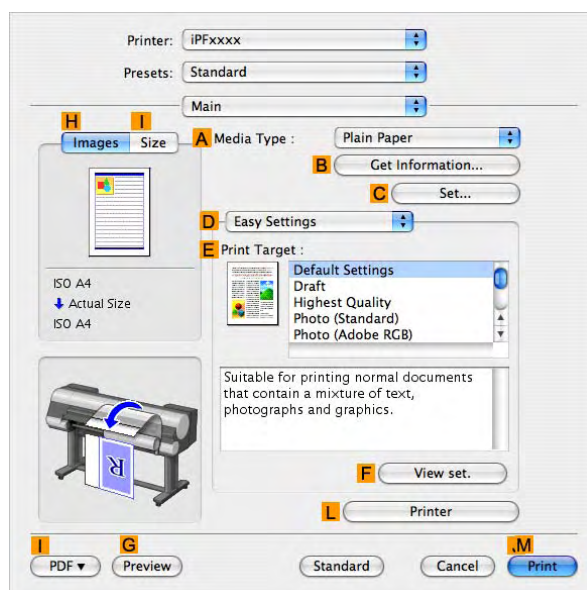 Printer: iPFxxxx
Presets: Standard
Main
H I
Images Size
A Media Type : Plain Paper
B Get Information...
C Set...
D Easy Settings
E Print Target :
Default Settings
Draft
Highest Quality
Photo (Standard)
Photo (Adobe RGB)
ISO A4
Actual Size
ISO A4
Suitable for printing normal documents
that contain a mixture of text,
photographs and graphics.
R
F View set.
L Printer
I G .M
PDF ▼ Preview Standard Cancel Print